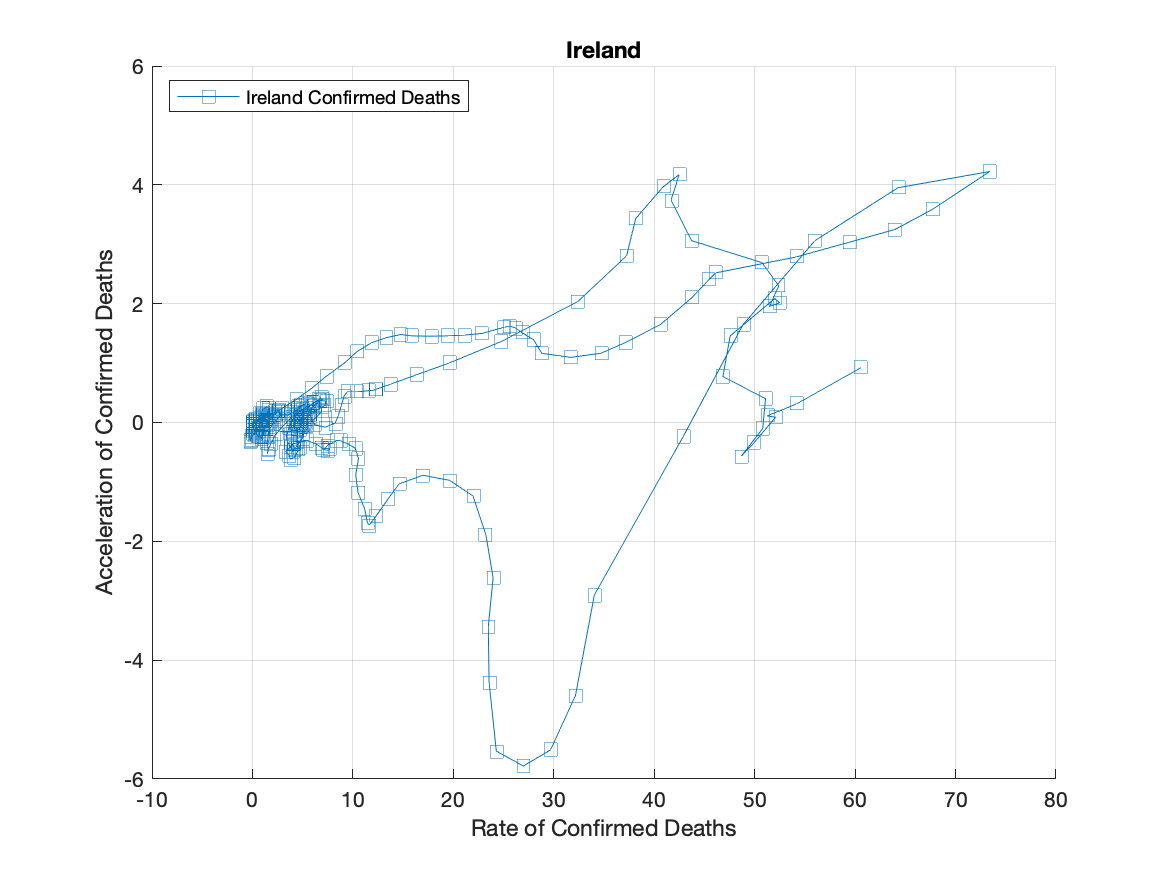 Ireland
Ireland Confirmed Deaths
6
4
2
0
-2
-4
-6
Acceleration of Confirmed Deaths
-10 0 10 20 30 40 50 60 70 80
Rate of Confirmed Deaths